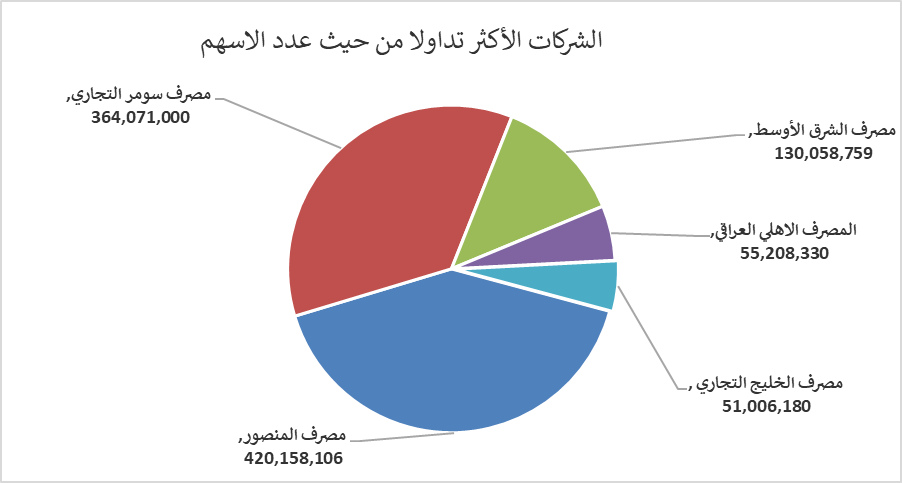 الشركات الأكثر تداولا من حيث عدد الاسهم
مصرف سومر التجاري,
364,071,000
مصرف الشرق الأوسط,
130,058,759
المصرف الاهلي العراقي,
55,208,330
مصرف الخليج التجاري ,
51,006,180
مصرف المنصور,
420,158,106